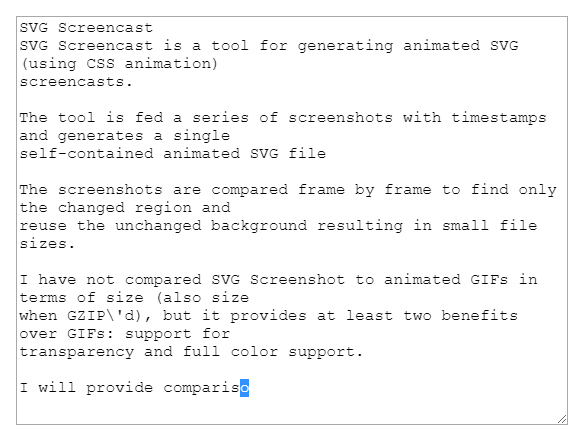 SVG Screencast
SVG Screencast is a tool for generating animated SVG
(using CSS animation)
screencasts.
The tool is fed a series of screenshots with timestamps
and generates a single
self-contained animated SVG file
The screenshots are compared frame by frame to find only
the changed region and
reuse the unchanged background resulting in small file
sizes.
I have not compared SVG Screenshot to animated GIFs in
terms of size (also size
when GZIP\'d), but it provides at least two benefits
over GIFs: support for
transparency and full color support.
I will provide compariso